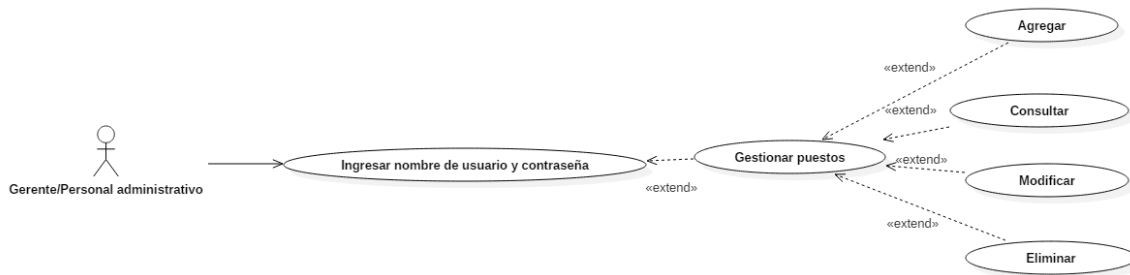 Agregar
«extend»
«extend»
Consultar
Gerente/Personal administrativo
Ingresar nombre de usuario y contraseña
«extend»
Gestionar puestos
«extend»
Modificar
«extend»
Eliminar